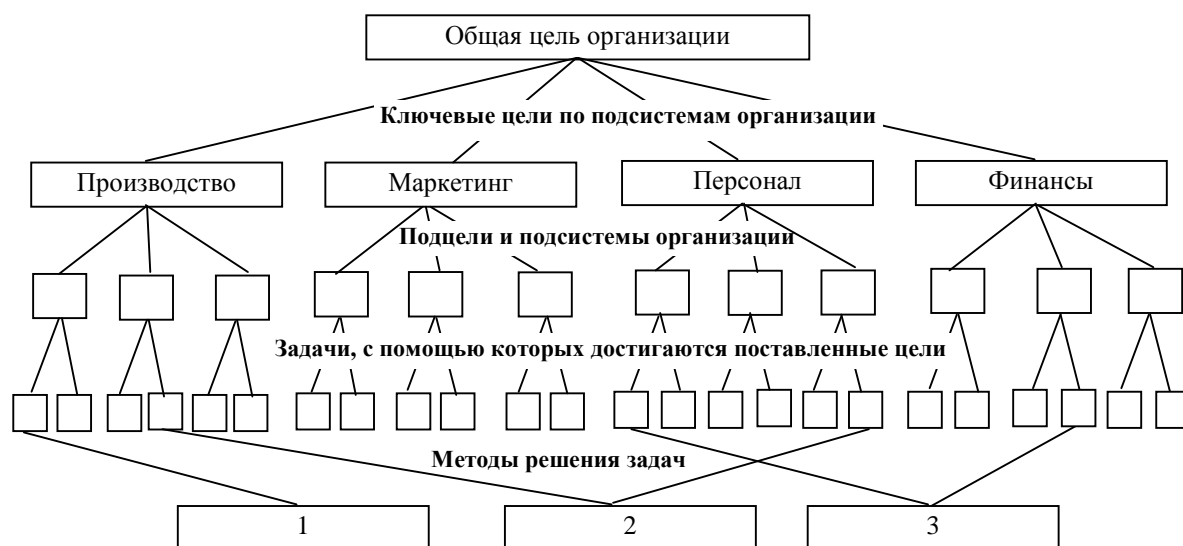 Общая цель организации
Ключевые цели по подсистемам организации
Производство
Маркетинг
Персонал
Финансы
Подцели и подсистемы организации
Задачи, с помощью которых достигаются поставленные цели
Методы решения задач
1
2
3